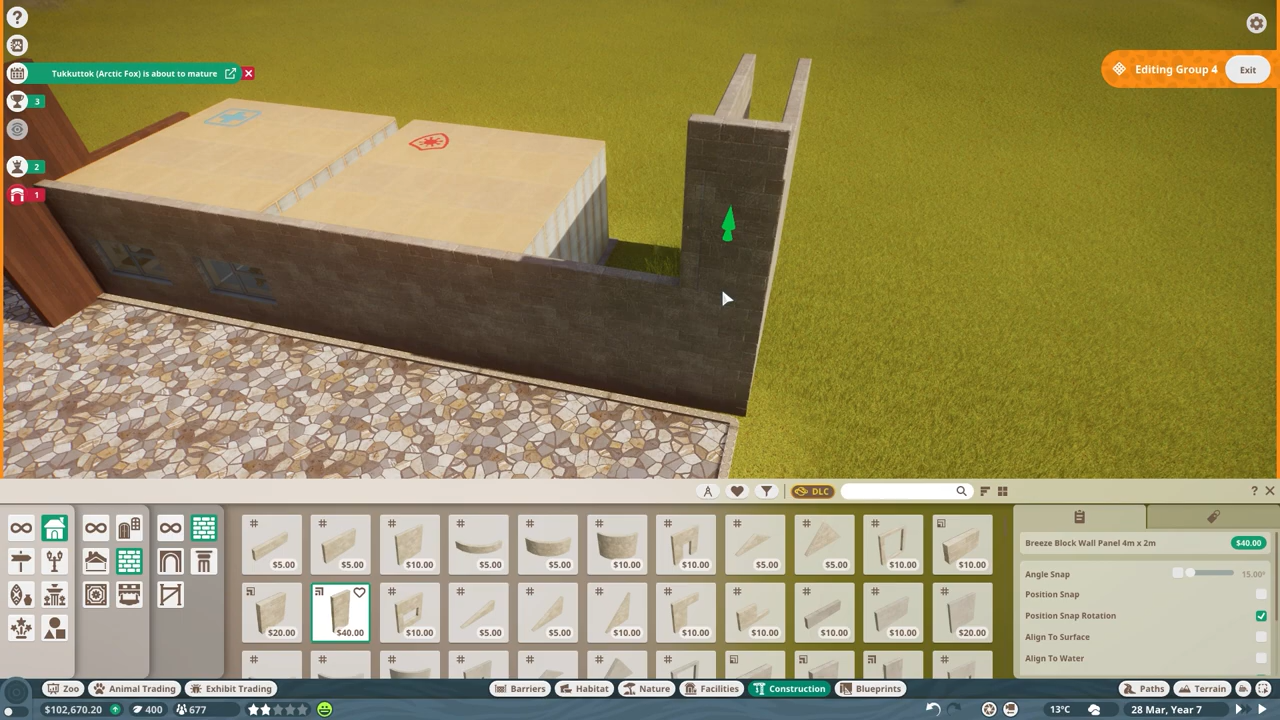 ?
Tukkuttok (Arctic Fox) is about to mature
3
2
1
Editing Group 4
Exit
DLC
?
$5.00 $5.00 $10.00 $5.00 $5.00 $10.00 $10.00 $5.00 $5.00 $10.00 $10.00
$20.00 $40.00 $10.00 $5.00 $5.00 $10.00 $10.00 $10.00 $10.00 $10.00 $20.00
Breeze Block Wall Panel 4m x 2m
$40.00
Angle Snap
15.00°
Position Snap
Position Snap Rotation
Align To Surface
Align To Water
Zoo
Animal Trading
Exhibit Trading
Barriers
Habitat
Nature
Facilities
Construction
Blueprints
Paths
Terrain
$102,670.20
400
677
13°C
28 Mar, Year 7